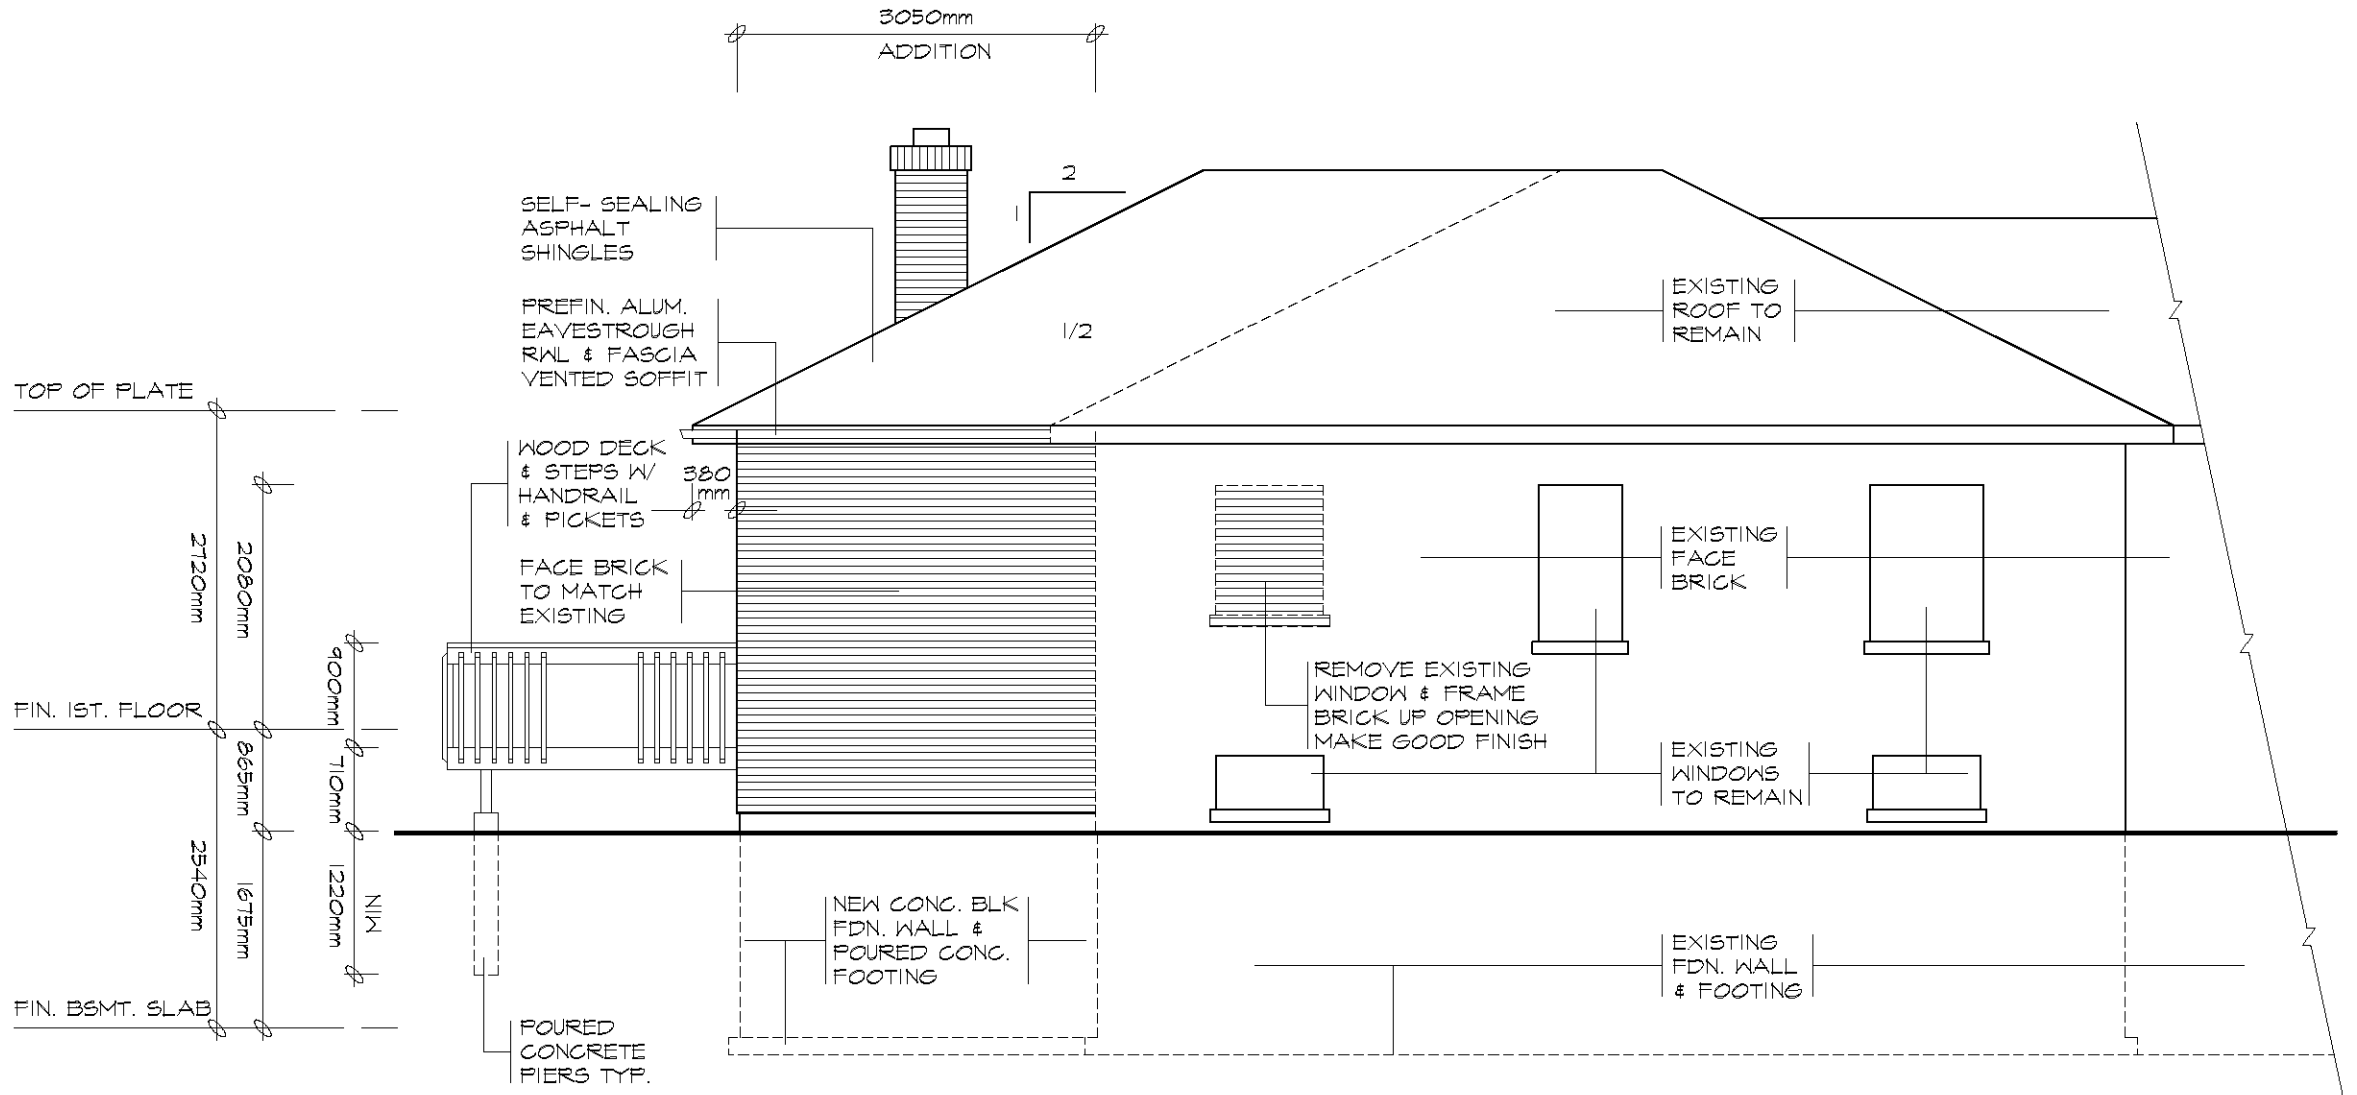 3050mm
ADDITION
2
1
1/2
SELF- SEALING
ASPHALT
SHINGLES
PREFIN. ALUM.
EAVESTROUGH
RWL & FASCIA
VENTED SOFFIT
EXISTING
ROOF TO
REMAIN
TOP OF PLATE
WOOD DECK
& STEPS W/
HANDRAIL
& PICKETS
380
mm
FACE BRICK
TO MATCH
EXISTING
EXISTING
FACE
BRICK
2720mm
2080mm
900mm
FIN. 1ST. FLOOR
REMOVE EXISTING
WINDOW & FRAME
BRICK UP OPENING
MAKE GOOD FINISH
EXISTING
WINDOWS
TO REMAIN
865mm
710mm
2540mm
1675mm
1220mm
MIN
NEW CONC. BLK
FDN. WALL &
POURED CONC.
FOOTING
EXISTING
FDN. WALL
& FOOTING
FIN. BSMT. SLAB
POURED
CONCRETE
PIERS TYP.